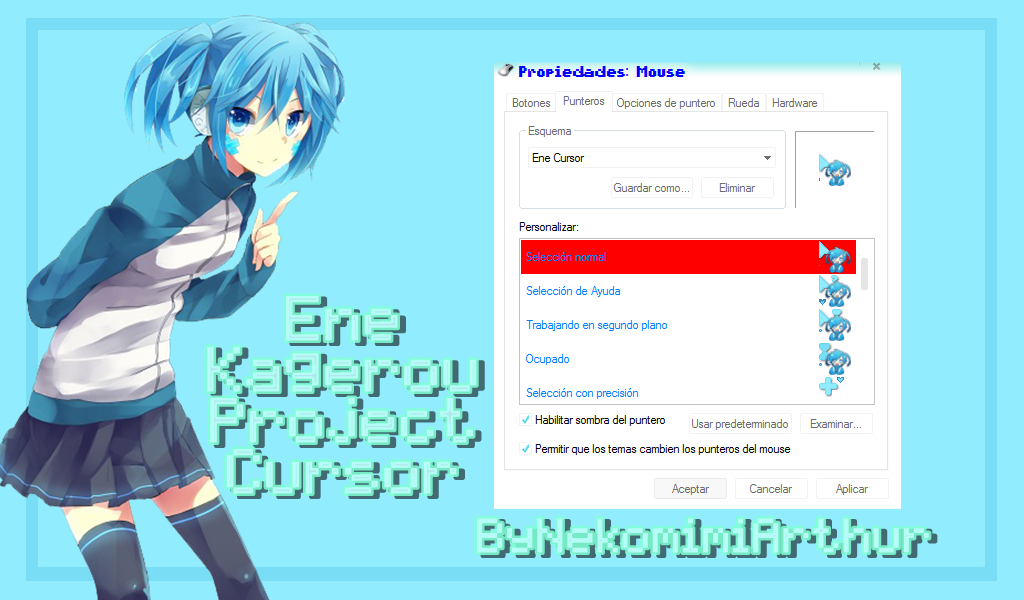 Ene
Kagerou
Project
Cursor
Propiedades: Mouse
Botones Punteros Opciones de puntero Rueda Hardware
Esquema
Ene Cursor
Guardar como... Eliminar
Personalizar:
Selección normal
Selección de Ayuda
Trabajando en segundo plano
Ocupado
Selección con precisión
Habilitar sombra del puntero Usar predeterminado Examinar...
Permitir que los temas cambien los punteros del mouse
Aceptar Cancelar Aplicar
ByNekomimiArthur